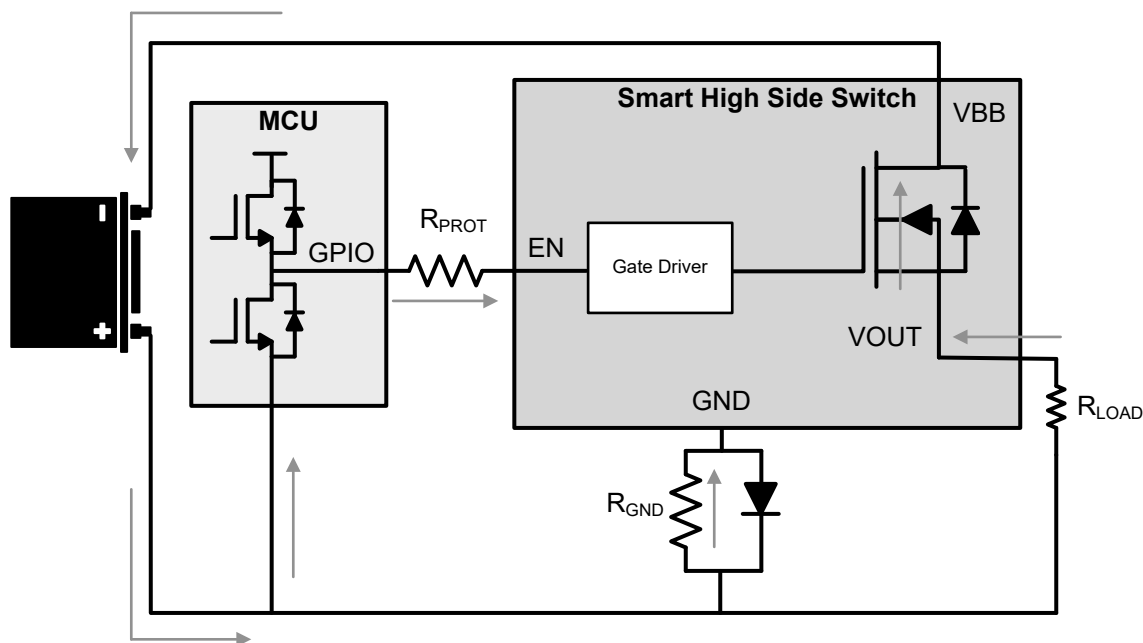 Smart High Side Switch
MCU
VBB
-
RPROT
GPIO
EN
Gate Driver
+
VOUT
GND
RLOAD
RGND